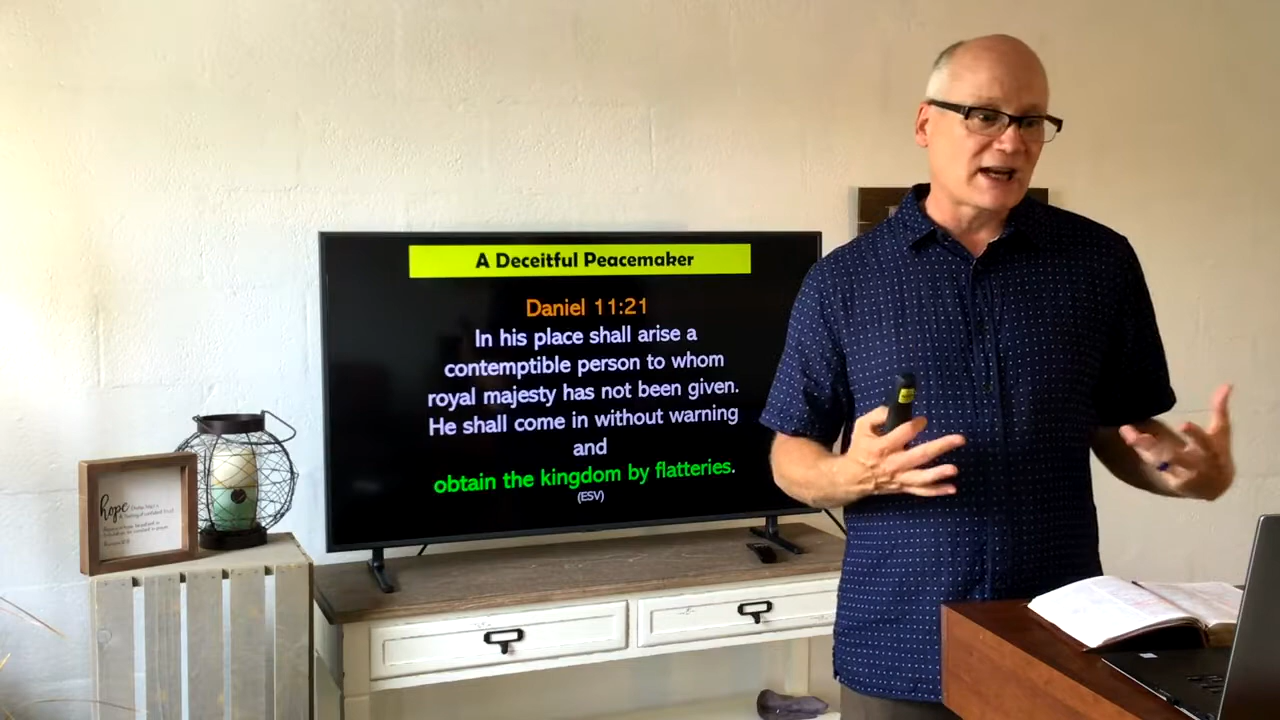 A Deceitful Peacemaker
Daniel 11:21
In his place shall arise a
contemptible person to whom
royal majesty has not been given.
He shall come in without warning
and
obtain the kingdom by flatteries.
(ESV)
hope